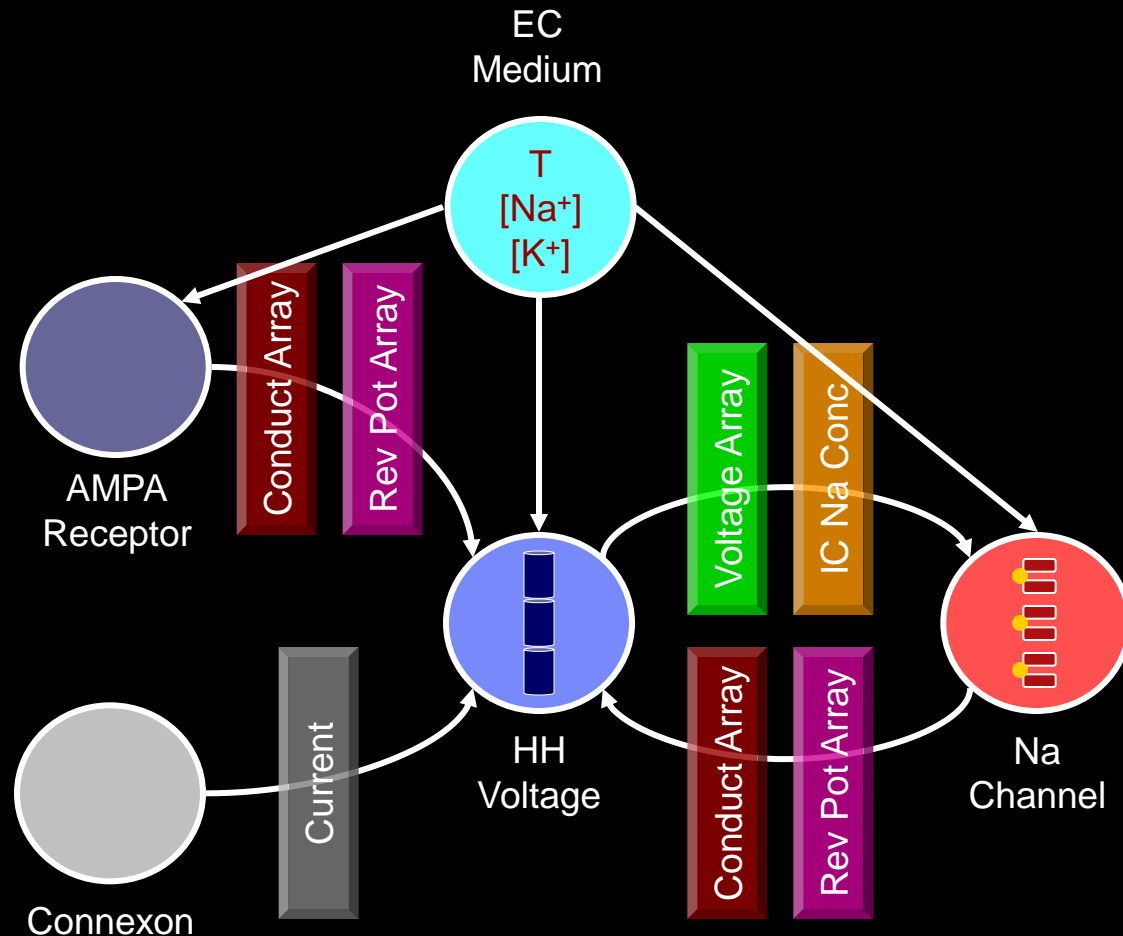 EC
Medium
T
[Na⁺]
[K⁺]
Conduct Array
Rev Pot Array
AMPA
Receptor
Voltage Array
IC Na Conc
HH
Voltage
Na
Channel
Current
Conduct Array
Rev Pot Array
Connexon